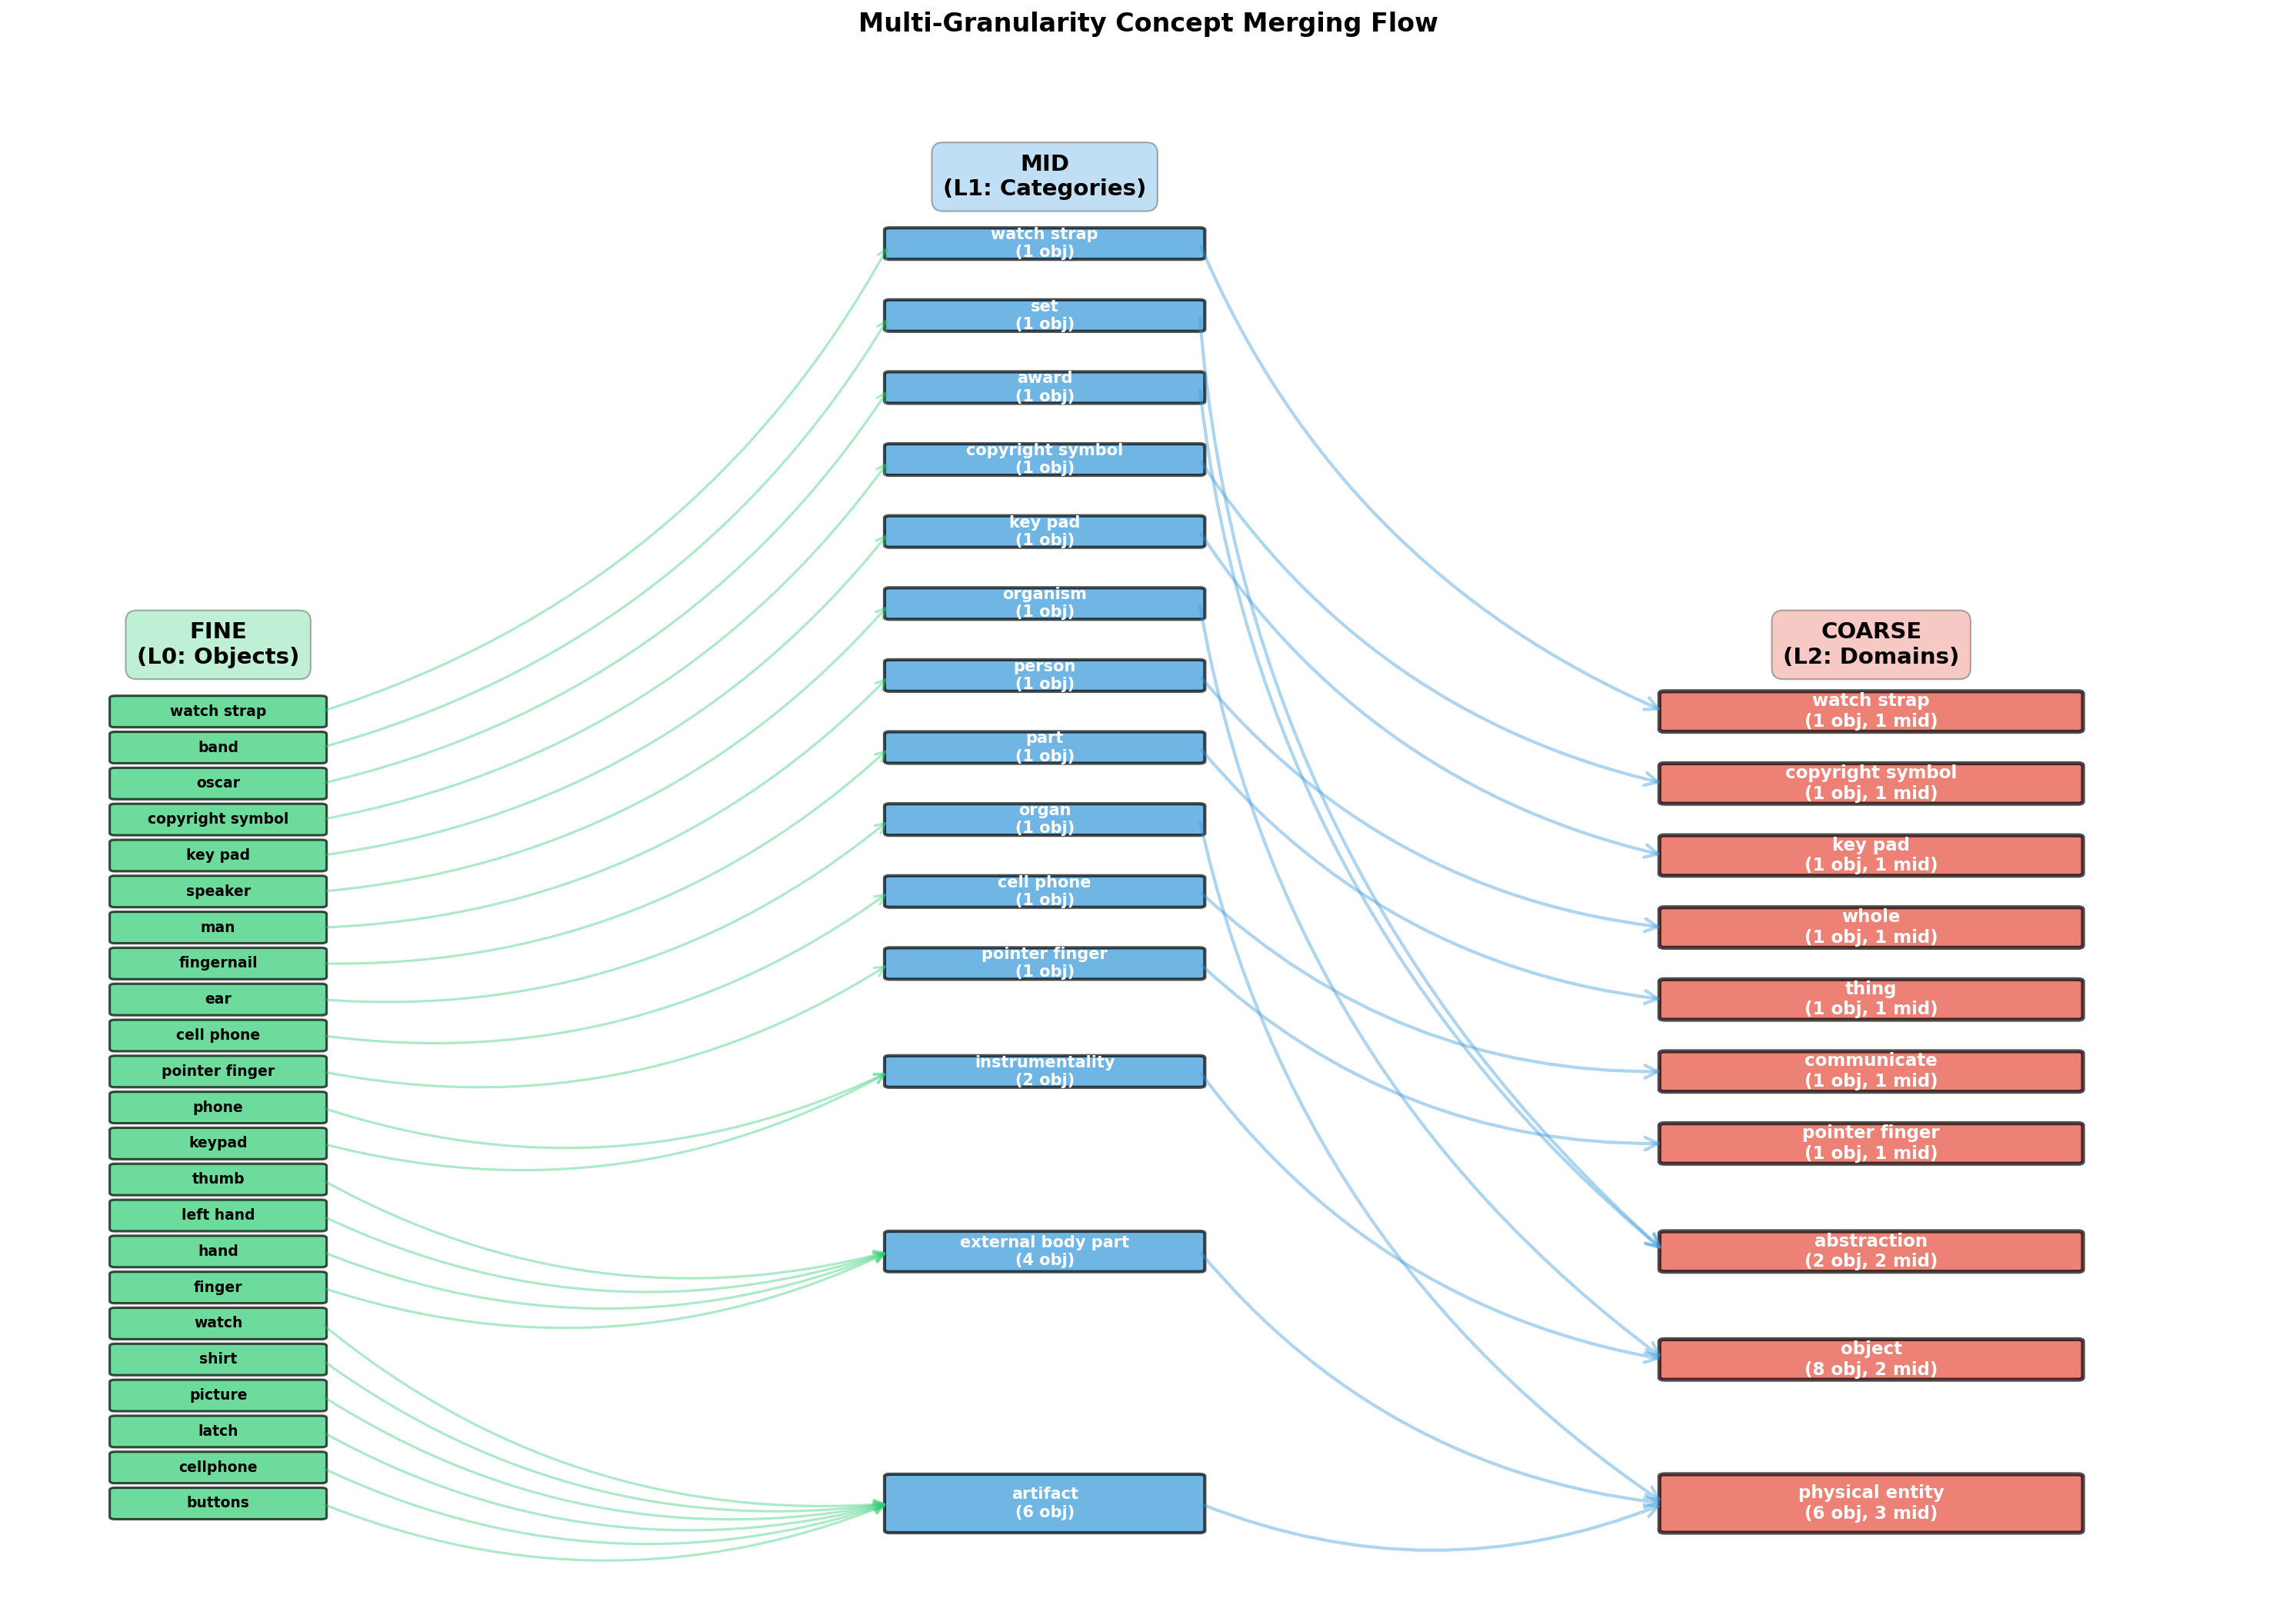 Multi-Granularity Concept Merging Flow
FINE
(L0: Objects)
watch strap
band
oscar
copyright symbol
key pad
speaker
man
fingernail
ear
cell phone
pointer finger
phone
keypad
thumb
left hand
hand
finger
watch
shirt
picture
latch
cellphone
buttons
MID
(L1: Categories)
watch strap
(1 obj)
set
(1 obj)
award
(1 obj)
copyright symbol
(1 obj)
key pad
(1 obj)
organism
(1 obj)
person
(1 obj)
part
(1 obj)
organ
(1 obj)
cell phone
(1 obj)
pointer finger
(1 obj)
instrumentality
(2 obj)
external body part
(4 obj)
artifact
(6 obj)
COARSE
(L2: Domains)
watch strap
(1 obj, 1 mid)
copyright symbol
(1 obj, 1 mid)
key pad
(1 obj, 1 mid)
whole
(1 obj, 1 mid)
thing
(1 obj, 1 mid)
communicate
(1 obj, 1 mid)
pointer finger
(1 obj, 1 mid)
abstraction
(2 obj, 2 mid)
object
(8 obj, 2 mid)
physical entity
(6 obj, 3 mid)